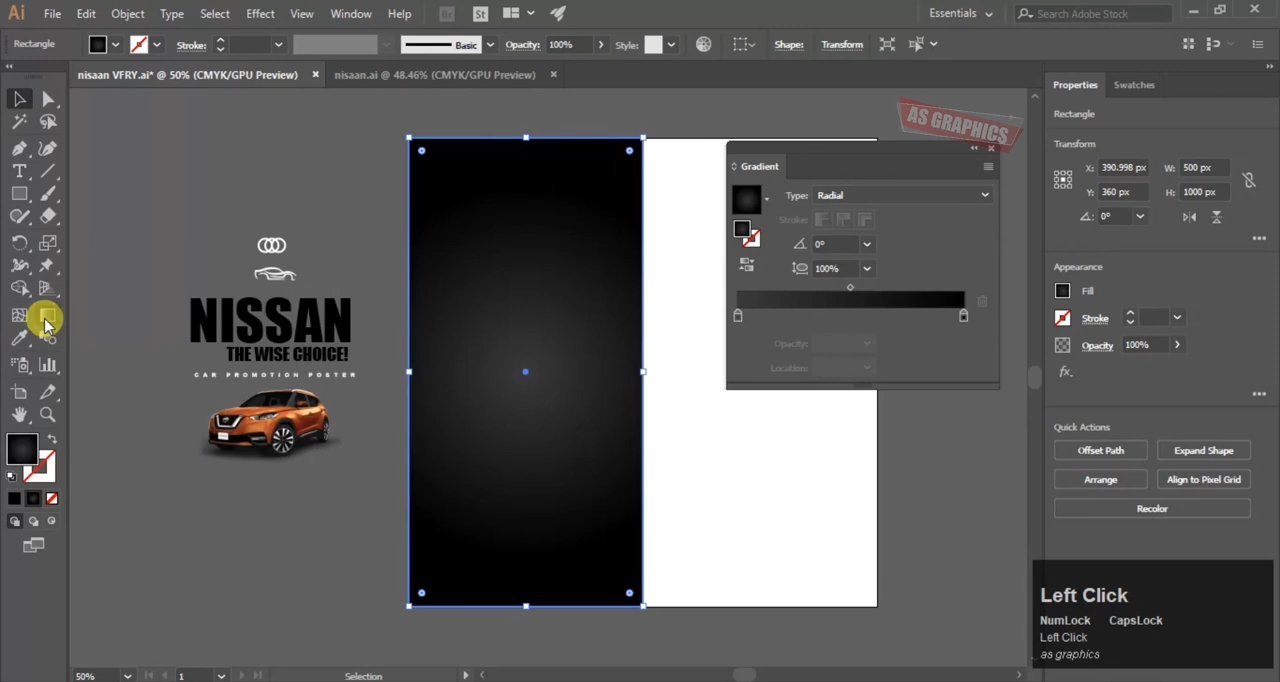 Ai File Edit Object Type Select Effect View Window Help Br St Essentials Search Adobe Stock
Rectangle Stroke: Basic Opacity: 100% Style: Shape: Transform
nisaan VFRY.ai* @ 50% (CMYK/GPU Preview) × nisaan.ai @ 48.46% (CMYK/GPU Preview) ×
Properties Swatches
AS GRAPHICS
Rectangle
Transform
X: 390.998 px W: 500 px
Y: 360 px H: 1000 px
0°
Gradient
Type: Radial
Stroke:
0°
100%
Opacity:
Location:
Appearance
Fill
Stroke
Opacity 100%
fx.
NISSAN
THE WISE CHOICE!
CAR PROMOTION POSTER
Quick Actions
Offset Path Expand Shape
Arrange Align to Pixel Grid
Recolor
Left Click
NumLock CapsLock
Left Click
as graphics
50% 1 Selection